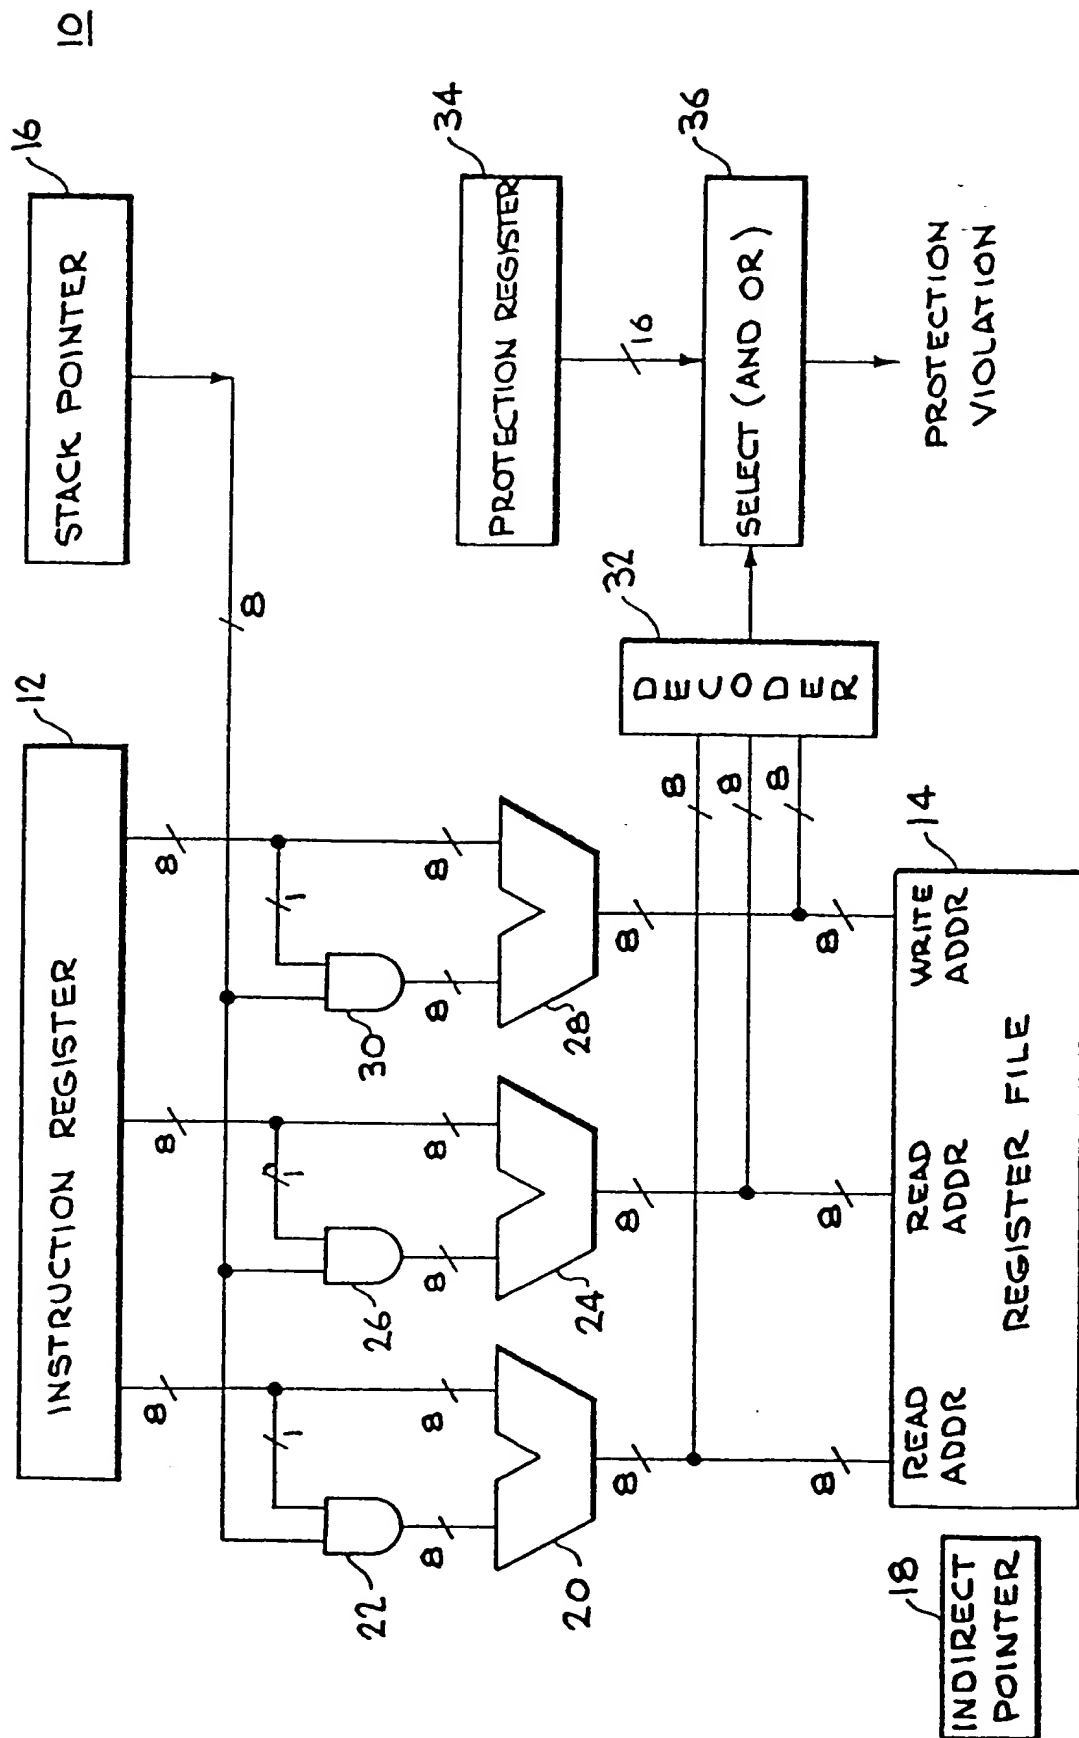 10
INSTRUCTION REGISTER
12
STACK POINTER
16
8
8
8
8
1
1
1
22
26
30
8
8
8
8
8
8
20
24
28
8
8
8
8
8
8
8
8
8
DECODER
32
PROTECTION REGISTER
34
16
SELECT (AND OR)
36
PROTECTION
VIOLATION
READ
ADDR
READ
ADDR
WRITE
ADDR
REGISTER FILE
14
INDIRECT
POINTER
18